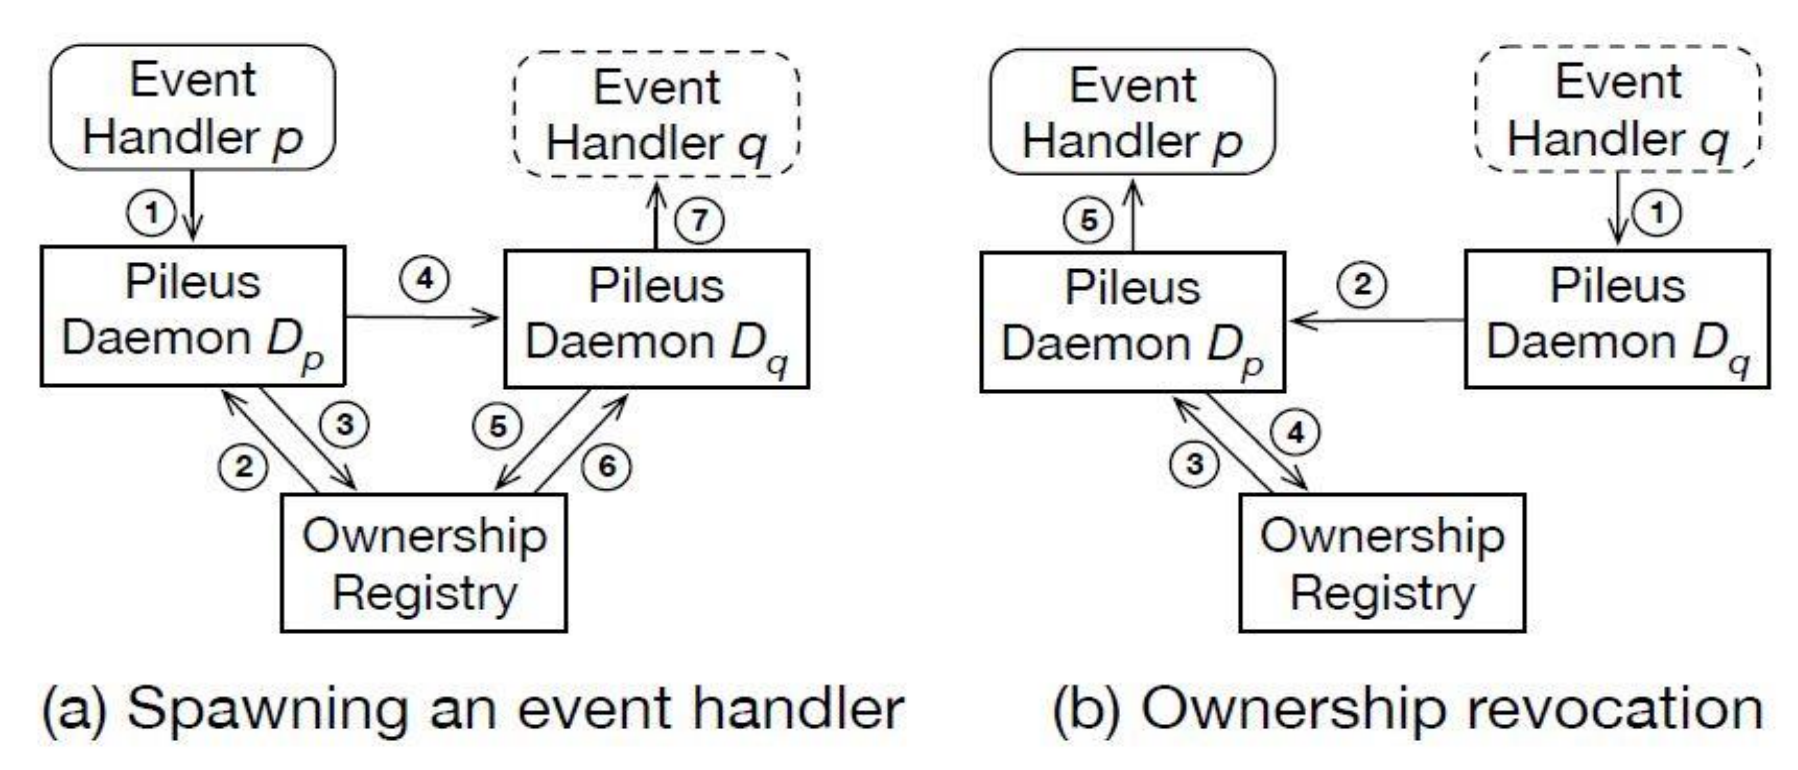 Event
Handler p
Event
Handler q
1
7
Pileus
Daemon Dp
4
Pileus
Daemon Dq
3
5
2
6
Ownership
Registry
(a) Spawning an event handler
Event
Handler p
Event
Handler q
5
1
Pileus
Daemon Dp
2
Pileus
Daemon Dq
4
3
Ownership
Registry
(b) Ownership revocation